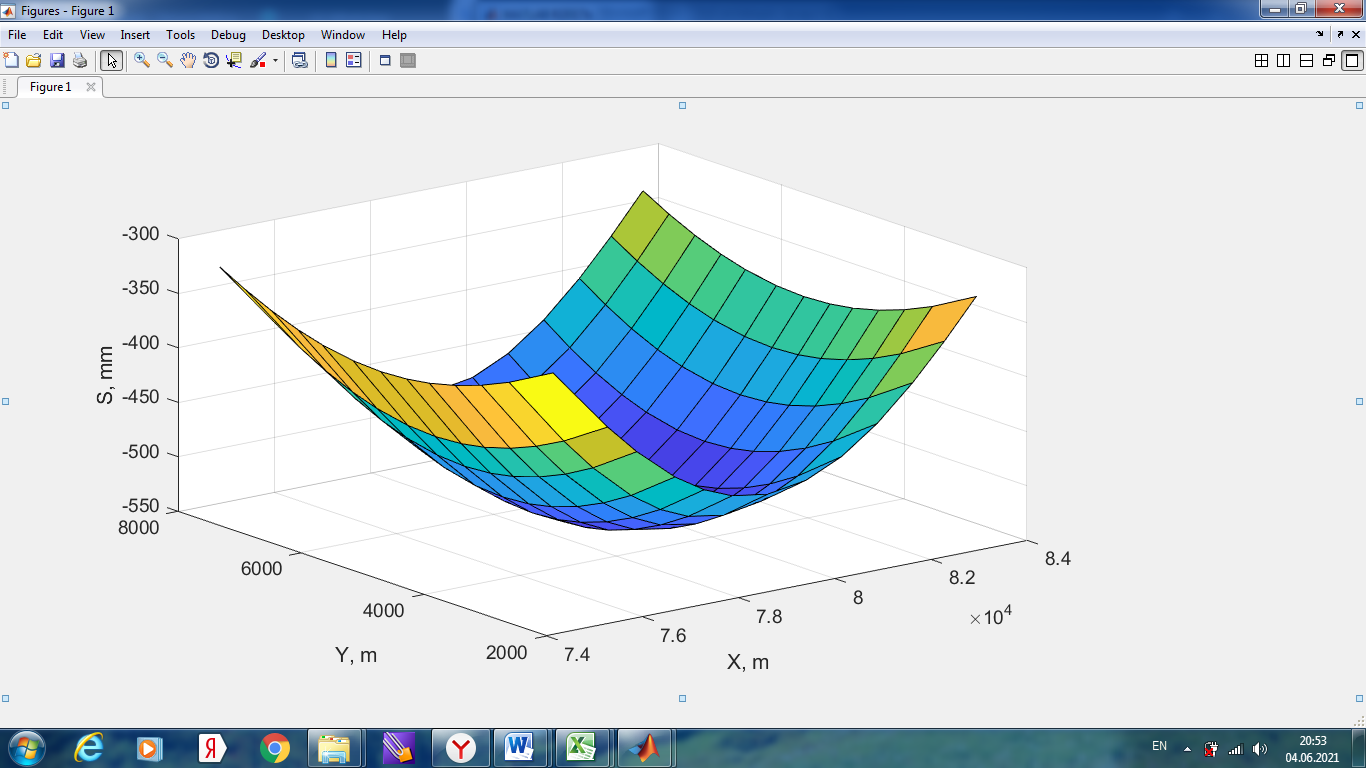 Figures - Figure 1
File Edit View Insert Tools Debug Desktop Window Help
Figure 1
-300
-350
-400
-450
-500
-550
S, mm
8000
6000
4000
2000
Y, m
7.4
7.6
7.8
8
8.2
8.4
×10⁴
X, m
EN
20:53
04.06.2021